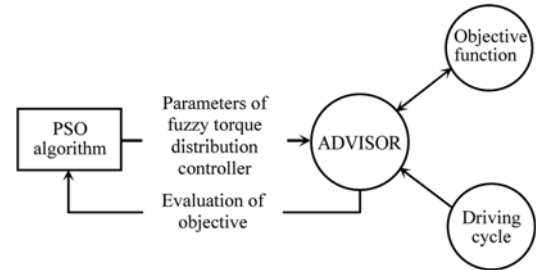 Objective
function
Parameters of
fuzzy torque
distribution
controller
PSO
algorithm
ADVISOR
Evaluation of
objective
Driving
cycle